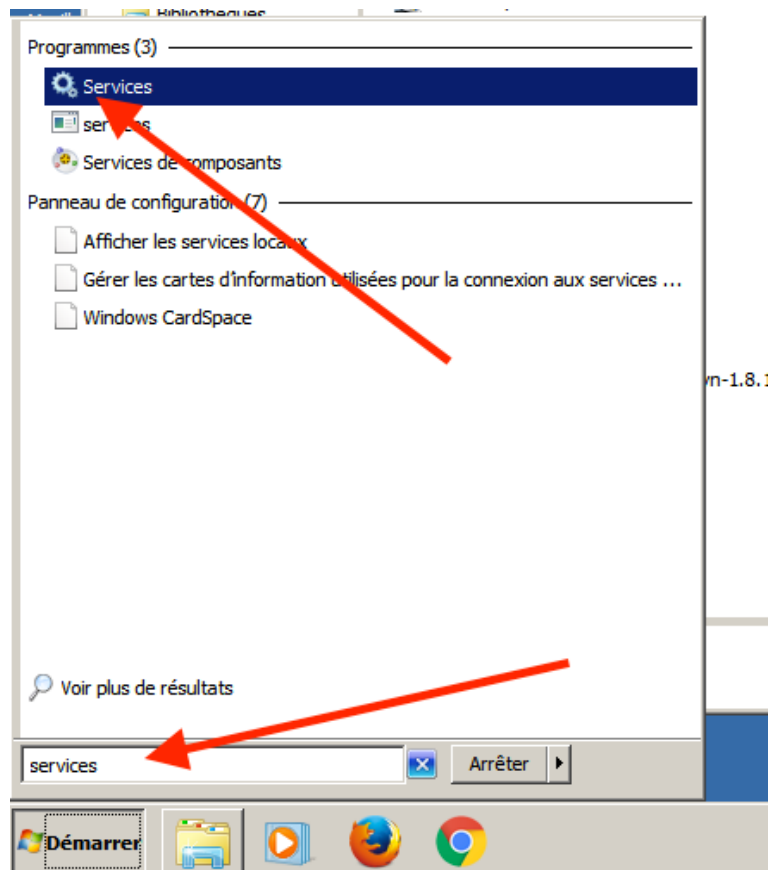 Bibliothèques
Programmes (3)
Services
services
Services de composants
Panneau de configuration (7)
Afficher les services locaux
Gérer les cartes d'information utilisées pour la connexion aux services ...
Windows CardSpace
Voir plus de résultats
services
Arrêter
Démarrer